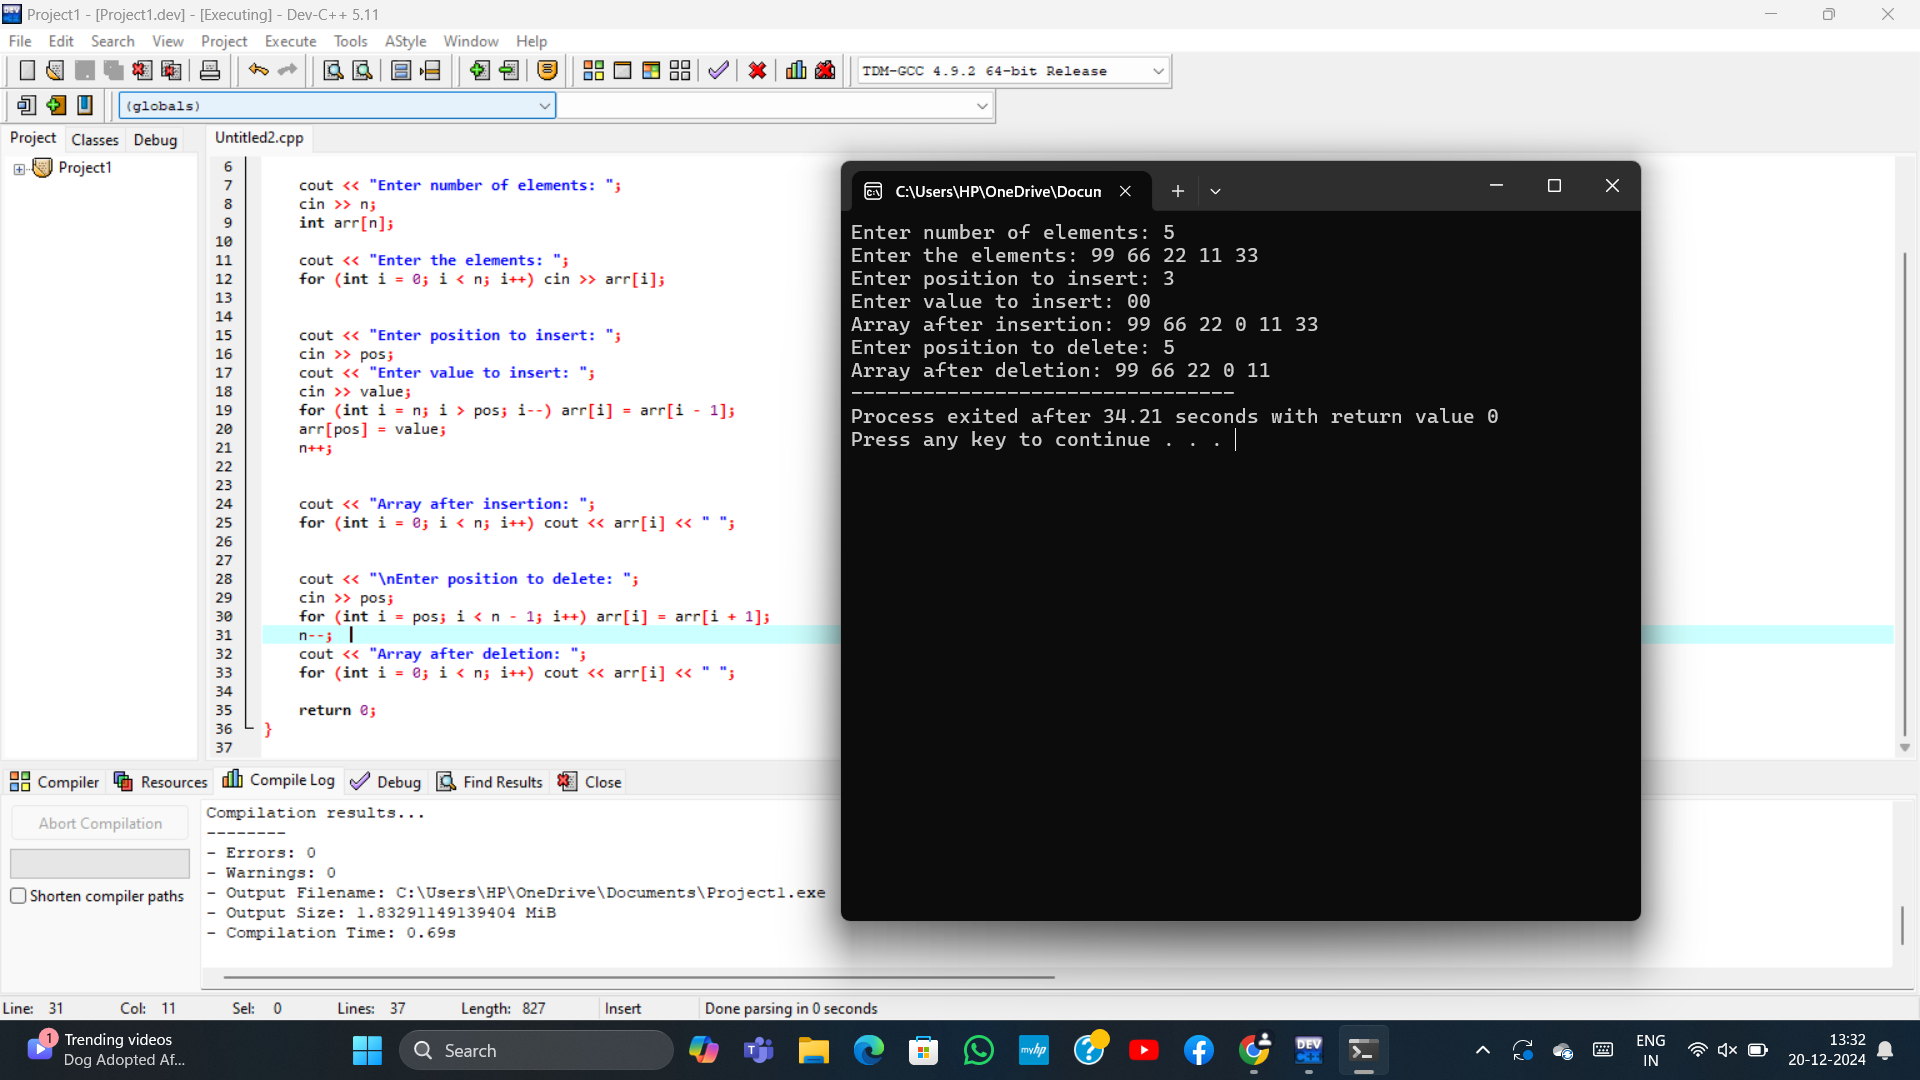 Project1 - [Project1.dev] - [Executing] - Dev-C++ 5.11
File Edit Search View Project Execute Tools AStyle Window Help
TDM-GCC 4.9.2 64-bit Release
(globals)
Project Classes Debug
Untitled2.cpp
Project1
6
7 cout << "Enter number of elements: ";
8 cin >> n;
9 int arr[n];
10
11 cout << "Enter the elements: ";
12 for (int i = 0; i < n; i++) cin >> arr[i];
13
14
15 cout << "Enter position to insert: ";
16 cin >> pos;
17 cout << "Enter value to insert: ";
18 cin >> value;
19 for (int i = n; i > pos; i--) arr[i] = arr[i - 1];
20 arr[pos] = value;
21 n++;
22
23
24 cout << "Array after insertion: ";
25 for (int i = 0; i < n; i++) cout << arr[i] << " ";
26
27
28 cout << "\nEnter position to delete: ";
29 cin >> pos;
30 for (int i = pos; i < n - 1; i++) arr[i] = arr[i + 1];
31 n--;
32 cout << "Array after deletion: ";
33 for (int i = 0; i < n; i++) cout << arr[i] << " ";
34
35 return 0;
36 }
37
C:\Users\HP\OneDrive\Docun
Enter number of elements: 5
Enter the elements: 99 66 22 11 33
Enter position to insert: 3
Enter value to insert: 00
Array after insertion: 99 66 22 0 11 33
Enter position to delete: 5
Array after deletion: 99 66 22 0 11
--------------------------------
Process exited after 34.21 seconds with return value 0
Press any key to continue . . .
Compiler Resources Compile Log Debug Find Results Close
Abort Compilation
Shorten compiler paths
Compilation results...
--------
- Errors: 0
- Warnings: 0
- Output Filename: C:\Users\HP\OneDrive\Documents\Project1.exe
- Output Size: 1.83291149139404 MiB
- Compilation Time: 0.69s
Line: 31 Col: 11 Sel: 0 Lines: 37 Length: 827 Insert Done parsing in 0 seconds
1
Trending videos
Dog Adopted Af...
Search
myhp
DEV
ENG
IN
13:32
20-12-2024